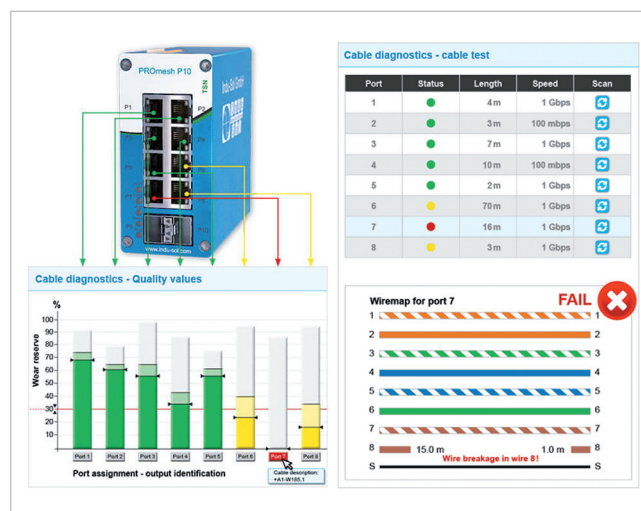 PROmesh P10
TSN
Indu-Sol GmbH
P1
P2
P10
www.indu-sol.com
Cable diagnostics - cable test
Port Status Length Speed Scan
1 4 m 1 Gbps
2 3 m 100 mbps
3 7 m 1 Gbps
4 10 m 100 mbps
5 2 m 1 Gbps
6 70 m 1 Gbps
7 16 m 1 Gbps
8 3 m 1 Gbps
Cable diagnostics - Quality values
%
Wear reserve
100
90
80
70
60
50
40
30
20
10
Port 1 Port 2 Port 3 Port 4 Port 5 Port 6 Port 7 Port 8
Port assignment - output identification
Cable description:
+A1-W185.1
Wiremap for port 7 FAIL
1 1
2 2
3 3
4 4
5 5
6 6
7 7
8 15.0 m 1.0 m 8
Wire breakage in wire 8!
S S